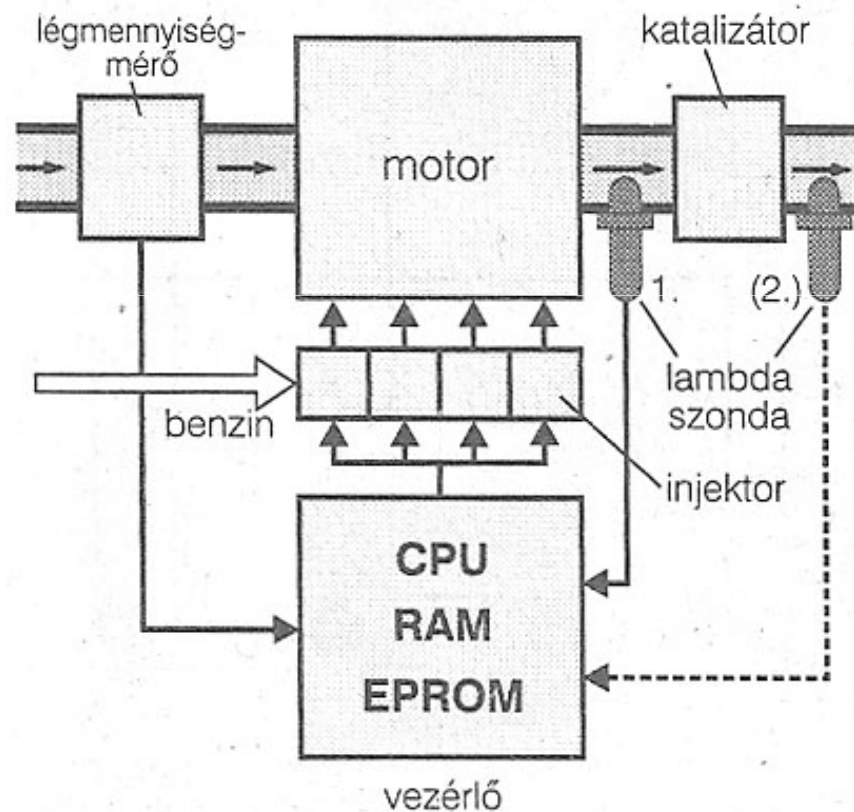 légmennyiség-
mérő
katalizátor
motor
1.
(2.)
lambda
szonda
benzin
injektor
CPU
RAM
EPROM
vezérlő